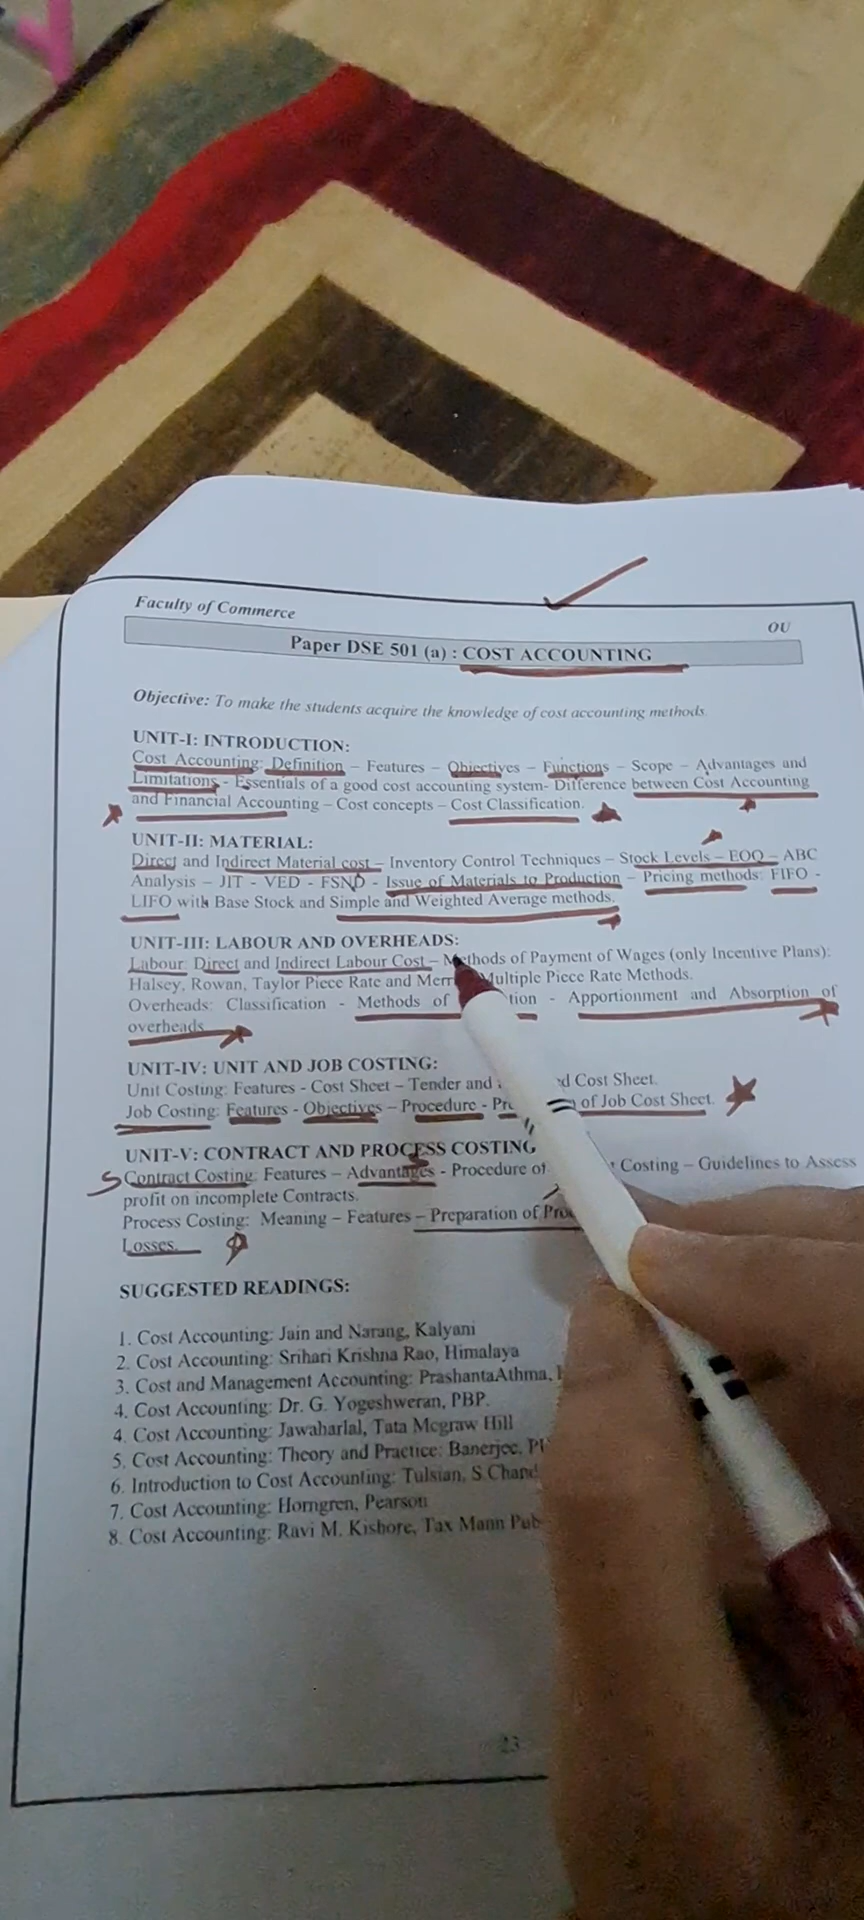 Faculty of Commerce
OU
Paper DSE 501 (a) : COST ACCOUNTING
Objective: To make the students acquire the knowledge of cost accounting methods.
UNIT-I: INTRODUCTION:
Cost Accounting: Definition – Features – Objectives – Functions – Scope – Advantages and
Limitations - Essentials of a good cost accounting system- Difference between Cost Accounting
and Financial Accounting – Cost concepts – Cost Classification.
UNIT-II: MATERIAL:
Direct and Indirect Material cost – Inventory Control Techniques – Stock Levels – EOQ – ABC
Analysis – JIT - VED - FSND - Issue of Materials to Production – Pricing methods: FIFO -
LIFO with Base Stock and Simple and Weighted Average methods.
UNIT-III: LABOUR AND OVERHEADS:
Labour: Direct and Indirect Labour Cost – Methods of Payment of Wages (only Incentive Plans):
Halsey, Rowan, Taylor Piece Rate and Multiple Piece Rate Methods.
Overheads: Classification - Methods of - Apportionment and Absorption of
overheads.
UNIT-IV: UNIT AND JOB COSTING:
Unit Costing: Features - Cost Sheet – Tender and Cost Sheet.
Job Costing: Features - Objectives – Procedure - of Job Cost Sheet.
UNIT-V: CONTRACT AND PROCESS COSTING
Contract Costing: Features – Advantages - Procedure of Costing – Guidelines to Assess
profit on incomplete Contracts.
Process Costing: Meaning – Features – Preparation of
Losses.
SUGGESTED READINGS:
1. Cost Accounting: Jain and Narang, Kalyani
2. Cost Accounting: Srihari Krishna Rao, Himalaya
3. Cost and Management Accounting: PrashantaAthma,
4. Cost Accounting: Dr. G. Yogeshweran, PBP.
4. Cost Accounting: Jawaharlal, Tata Mcgraw Hill
5. Cost Accounting: Theory and Practice: Banerjee,
6. Introduction to Cost Accounting: Tulsian, S.Chand
7. Cost Accounting: Horngren, Pearson
8. Cost Accounting: Ravi M. Kishore, Tax Mann
23